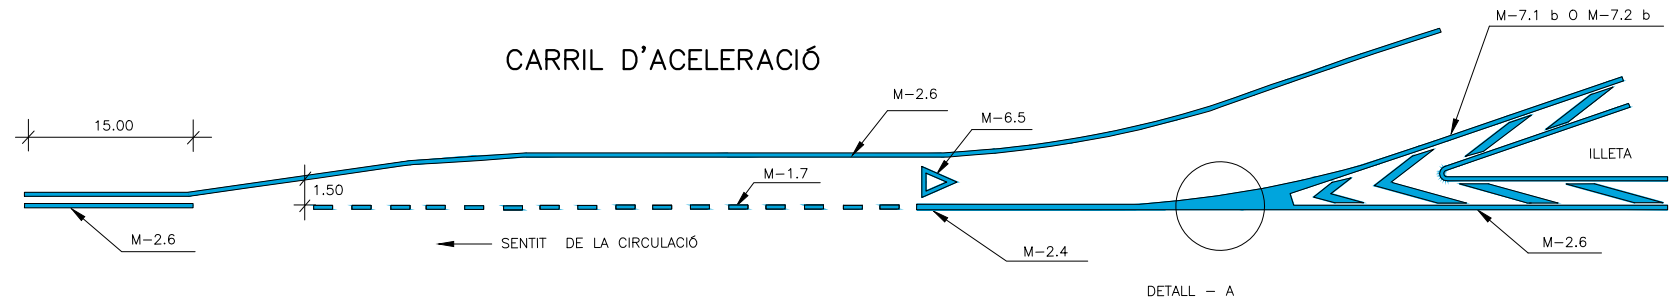 M-7.1 b O M-7.2 b
CARRIL D'ACELERACIÓ
M-2.6
15.00
M-6.5
ILLETA
M-1.7
1.50
M-2.6
SENTIT DE LA CIRCULACIÓ
M-2.4
M-2.6
DETALL - A